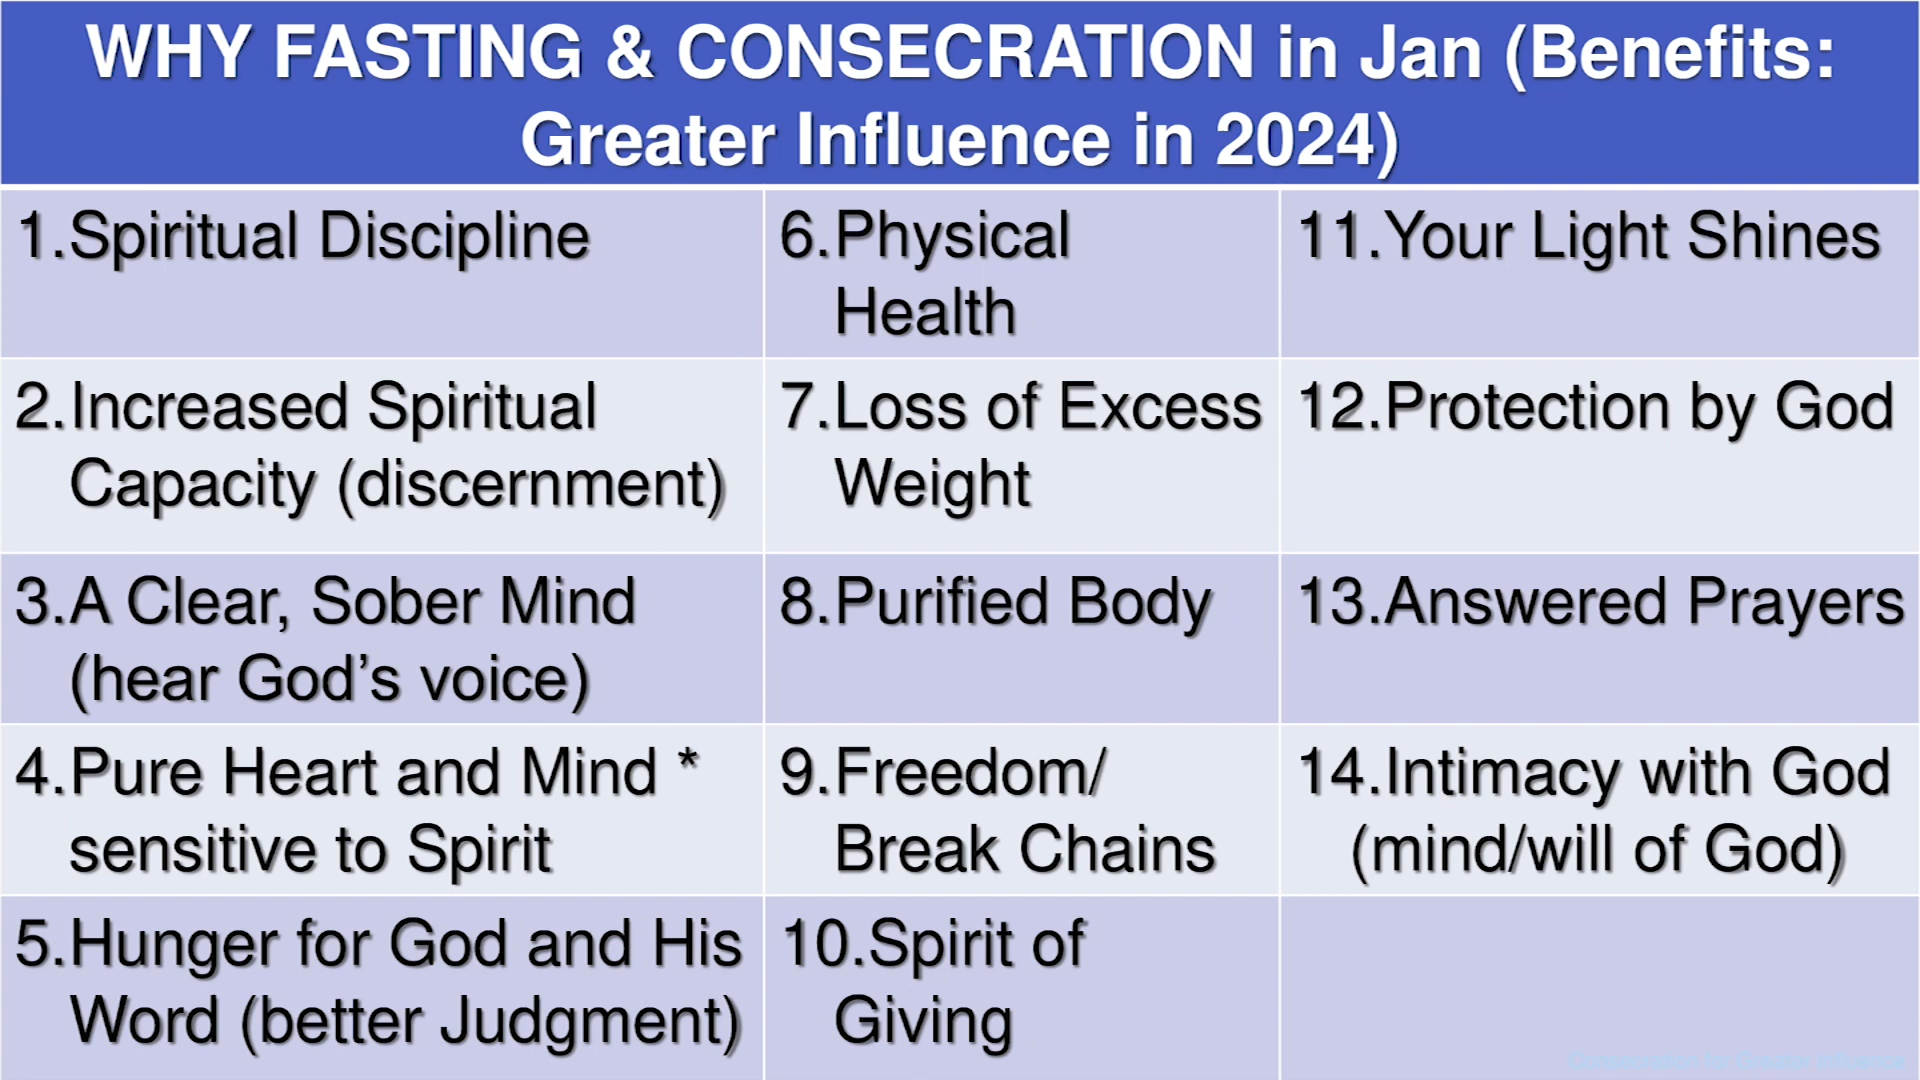 WHY FASTING & CONSECRATION in Jan (Benefits:
Greater Influence in 2024)
1.Spiritual Discipline
2.Increased Spiritual
Capacity (discernment)
3.A Clear, Sober Mind
(hear God’s voice)
4.Pure Heart and Mind *
sensitive to Spirit
5.Hunger for God and His
Word (better Judgment)
6.Physical
Health
7.Loss of Excess
Weight
8.Purified Body
9.Freedom/
Break Chains
10.Spirit of
Giving
11.Your Light Shines
12.Protection by God
13.Answered Prayers
14.Intimacy with God
(mind/will of God)